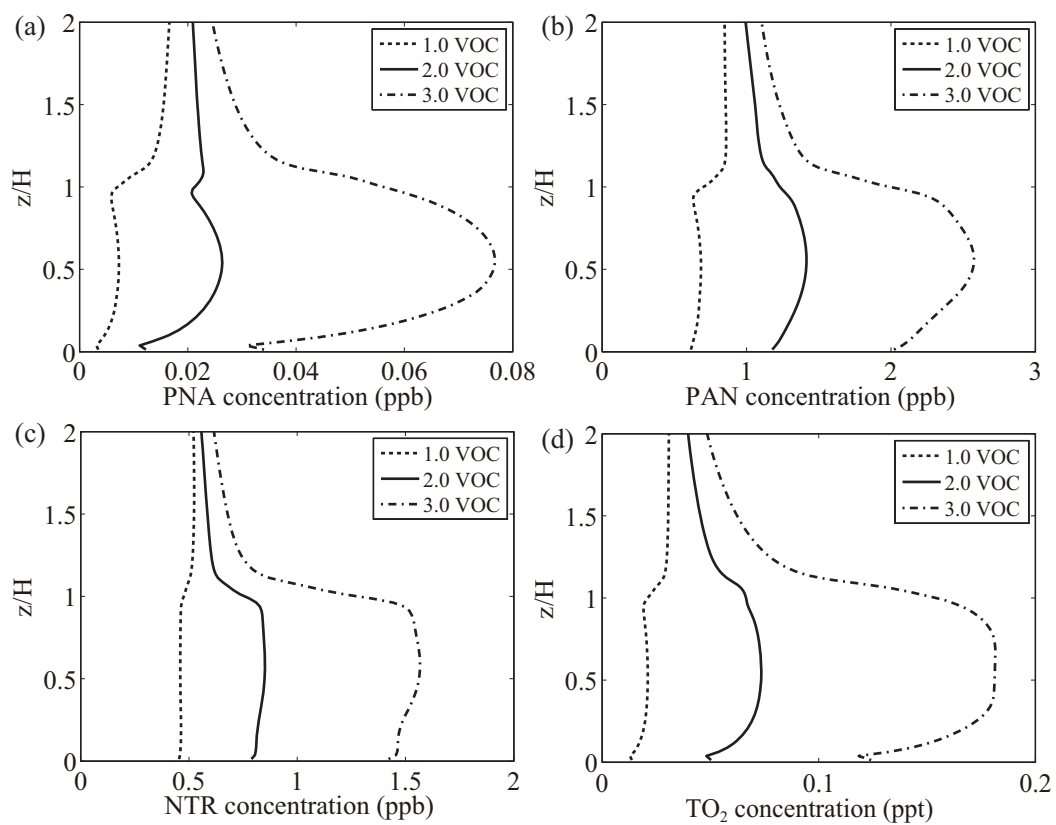 (a)
2
1.5
1
0.5
0
z/H
1.0 VOC
2.0 VOC
3.0 VOC
0 0.02 0.04 0.06 0.08
PNA concentration (ppb)
(b)
2
1.5
1
0.5
0
z/H
1.0 VOC
2.0 VOC
3.0 VOC
0 1 2 3
PAN concentration (ppb)
(c)
2
1.5
1
0.5
0
z/H
1.0 VOC
2.0 VOC
3.0 VOC
0 0.5 1 1.5 2
NTR concentration (ppb)
(d)
2
1.5
1
0.5
0
z/H
1.0 VOC
2.0 VOC
3.0 VOC
0 0.1 0.2
TO₂ concentration (ppt)